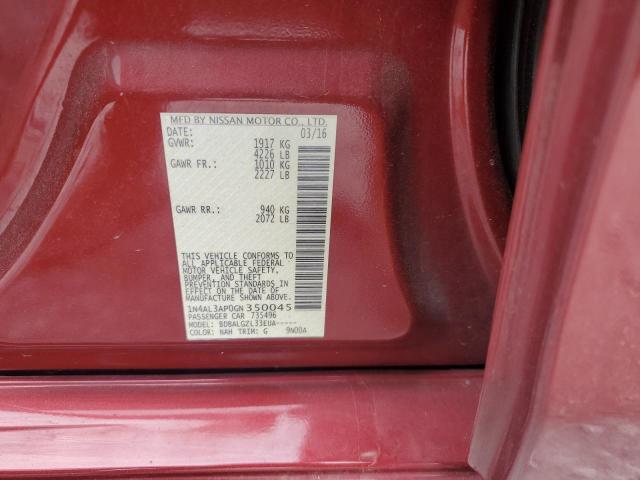 MFD BY NISSAN MOTOR CO., LTD.
DATE: 03/16
GVWR: 1917 KG
4226 LB
GAWR FR.: 1010 KG
2227 LB
GAWR RR.: 940 KG
2072 LB
THIS VEHICLE CONFORMS TO
ALL APPLICABLE FEDERAL
MOTOR VEHICLE SAFETY,
BUMPER, AND THEFT
PREVENTION STANDARDS IN
EFFECT ON THE DATE OF
MANUFACTURE SHOWN ABOVE.
1N4AL3AP0GN350045
PASSENGER CAR 735496
MODEL: BDBALGZL33EUA-----
COLOR: NAH TRIM: G 9N00A